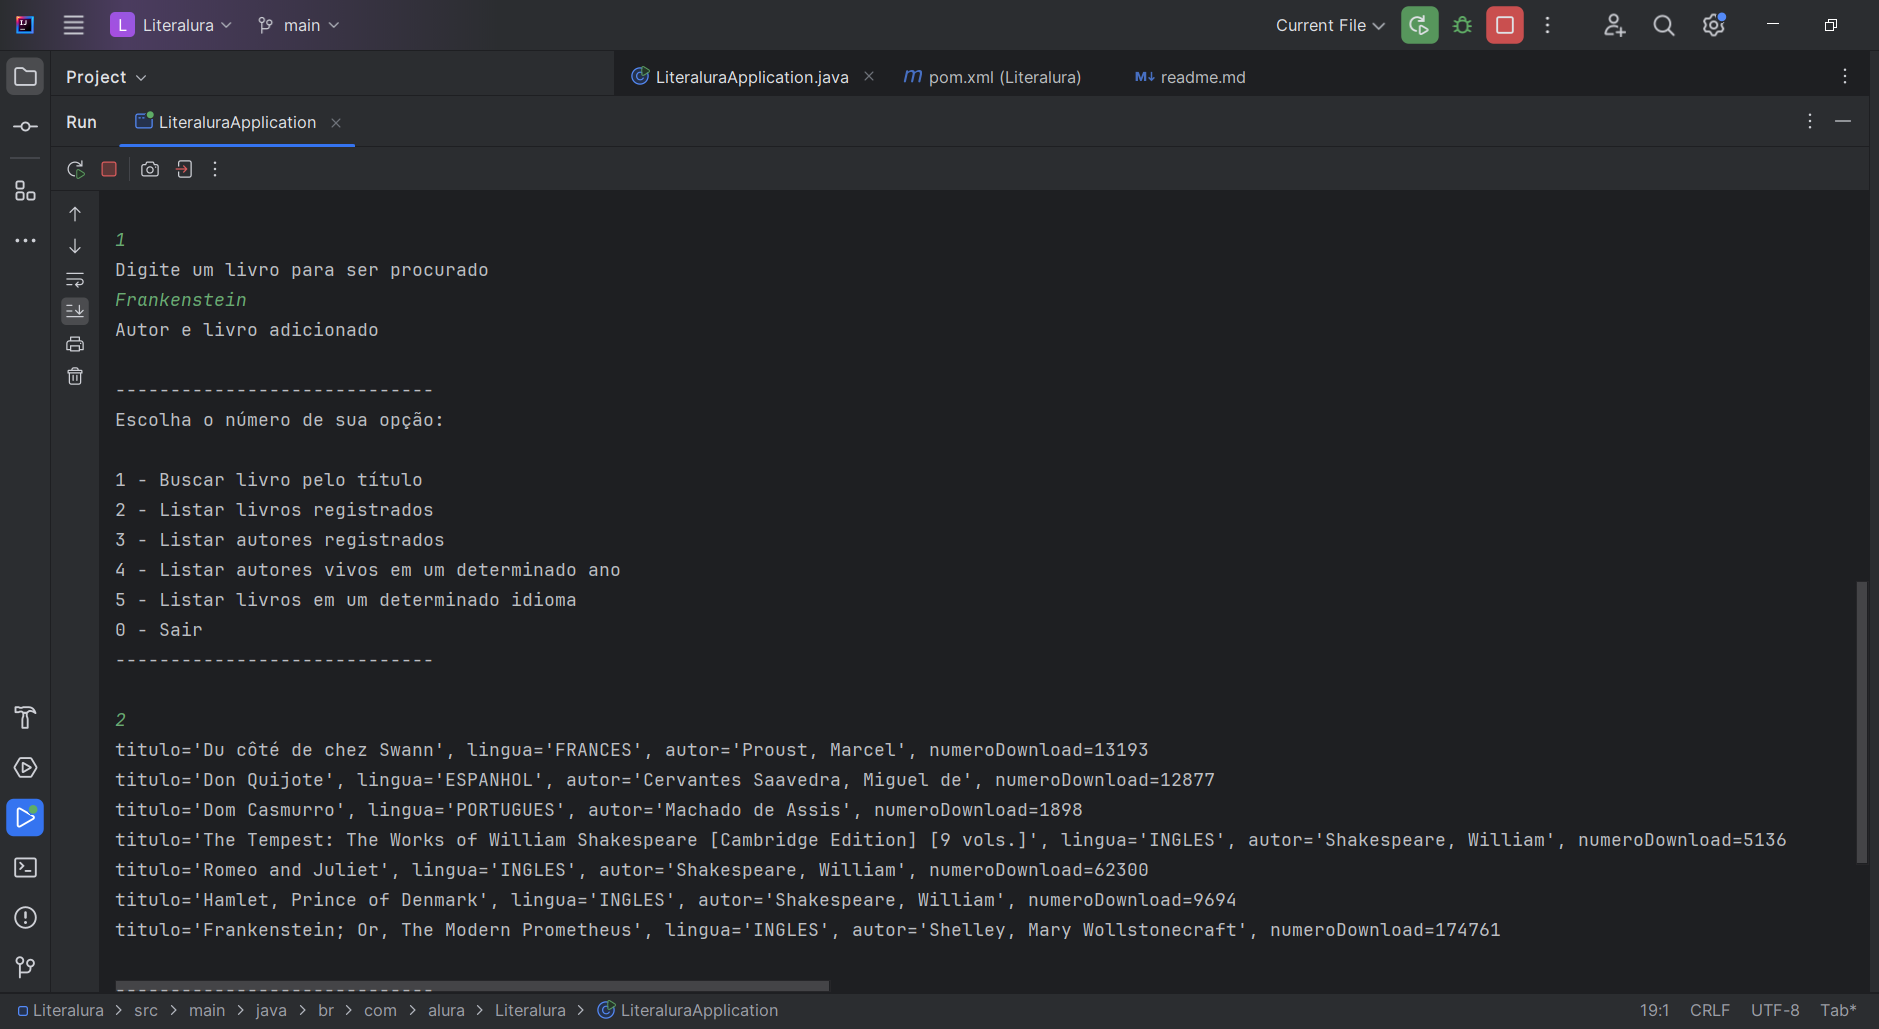 L Literalura main Current File
Project LiteraluraApplication.java pom.xml (Literalura) readme.md
Run LiteraluraApplication
1
Digite um livro para ser procurado
Frankenstein
Autor e livro adicionado
-----------------------------
Escolha o número de sua opção:
1 - Buscar livro pelo título
2 - Listar livros registrados
3 - Listar autores registrados
4 - Listar autores vivos em um determinado ano
5 - Listar livros em um determinado idioma
0 - Sair
-----------------------------
2
titulo='Du côté de chez Swann', lingua='FRANCES', autor='Proust, Marcel', numeroDownload=13193
titulo='Don Quijote', lingua='ESPANHOL', autor='Cervantes Saavedra, Miguel de', numeroDownload=12877
titulo='Dom Casmurro', lingua='PORTUGUES', autor='Machado de Assis', numeroDownload=1898
titulo='The Tempest: The Works of William Shakespeare [Cambridge Edition] [9 vols.]', lingua='INGLES', autor='Shakespeare, William', numeroDownload=5136
titulo='Romeo and Juliet', lingua='INGLES', autor='Shakespeare, William', numeroDownload=62300
titulo='Hamlet, Prince of Denmark', lingua='INGLES', autor='Shakespeare, William', numeroDownload=9694
titulo='Frankenstein; Or, The Modern Prometheus', lingua='INGLES', autor='Shelley, Mary Wollstonecraft', numeroDownload=174761
-----------------------------
Literalura > src > main > java > br > com > alura > Literalura > LiteraluraApplication 19:1 CRLF UTF-8 Tab*